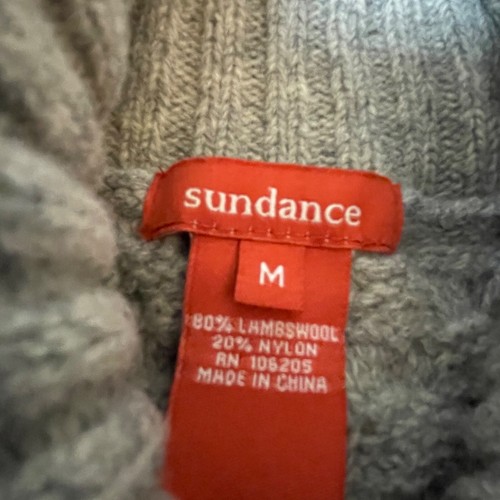 sundance
M
80% LAMBSWOOL
20% NYLON
RN 106205
MADE IN CHINA